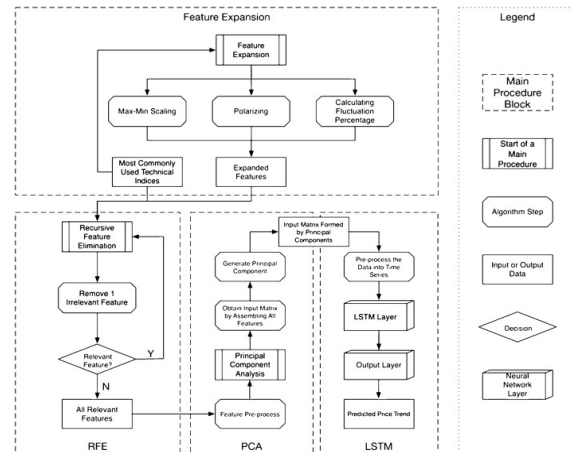 Feature Expansion
Feature
Expansion
Max-Min Scaling
Polarizing
Calculating
Fluctuation
Percentage
Most Commonly
Used Technical
Indices
Expanded
Features
Recursive
Feature
Elimination
Remove 1
Irrelevant Feature
Relevant
Feature?
Y
N
All Relevant
Features
RFE
Input Matrix Formed
by Principal
Components
Generate Principal
Component
Obtain Input Matrix
by Assembling All
Features
Principal
Component
Analysis
Feature Pre-process
PCA
Pre-process the
Data into Time
Series
LSTM Layer
Output Layer
Predicted Price Trend
LSTM
Legend
Main
Procedure
Block
Start of a
Main
Procedure
Algorithm Step
Input or Output
Data
Decision
Neural
Network
Layer